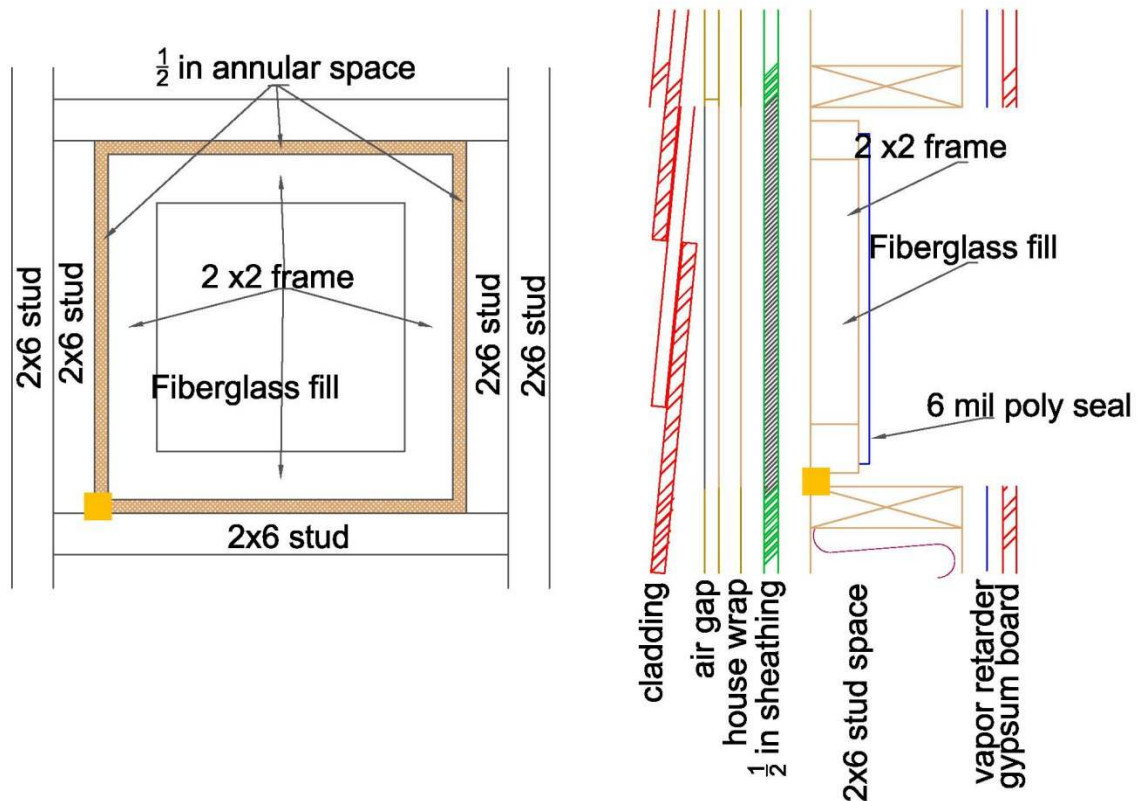 ½ in annular space
2x6 stud
2x6 stud
2 x2 frame
Fiberglass fill
2x6 stud
2x6 stud
2x6 stud
2 x2 frame
Fiberglass fill
6 mil poly seal
cladding
air gap
house wrap
½ in sheathing
2x6 stud space
vapor retarder
gypsum board